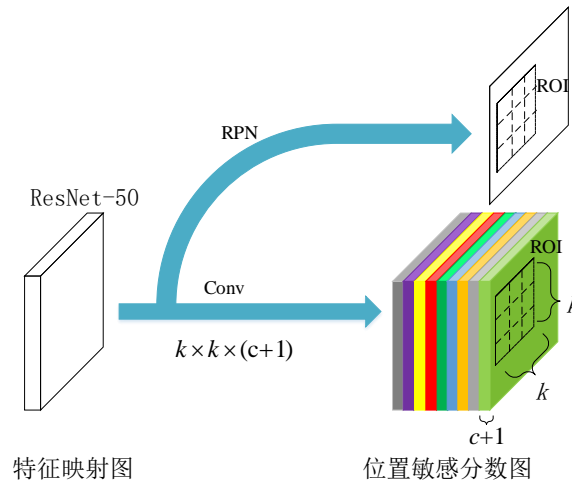 ROI
RPN
ResNet-50
ROI
Conv
k×k×(c+1)
k
c+1
特征映射图
位置敏感分数图